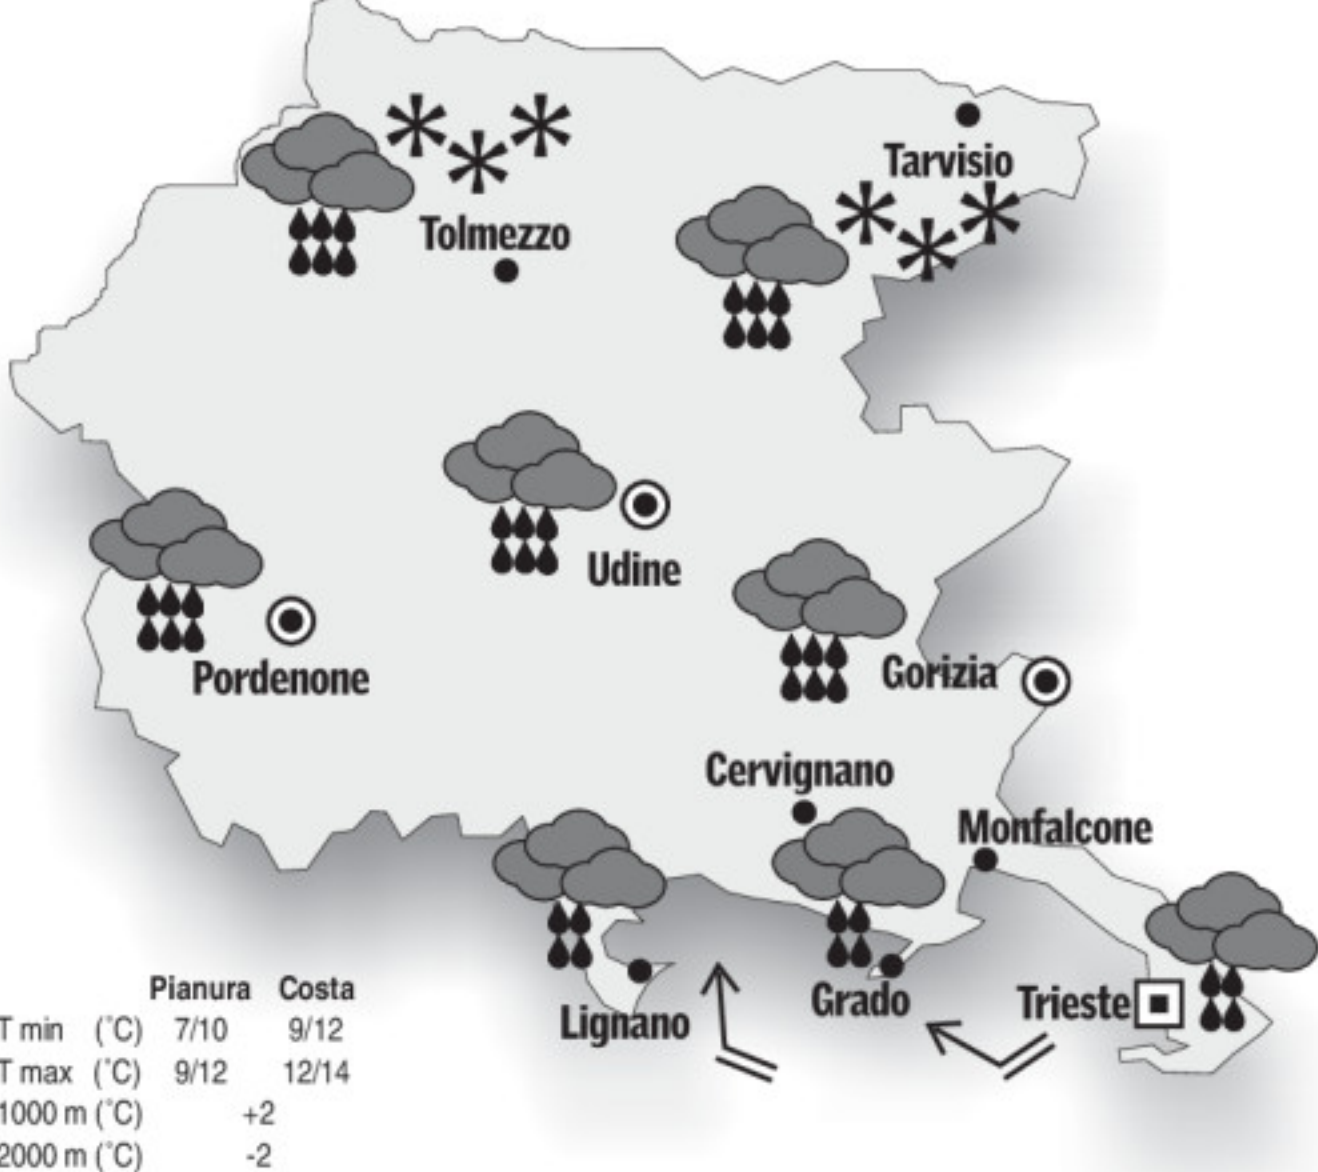 Tarvisio
Tolmezzo
Udine
Pordenone
Gorizia
Cervignano
Monfalcone
Pianura Costa
T min (°C) 7/10 9/12
T max (°C) 9/12 12/14
1000 m (°C) +2
2000 m (°C) -2
Lignano
Grado
Trieste